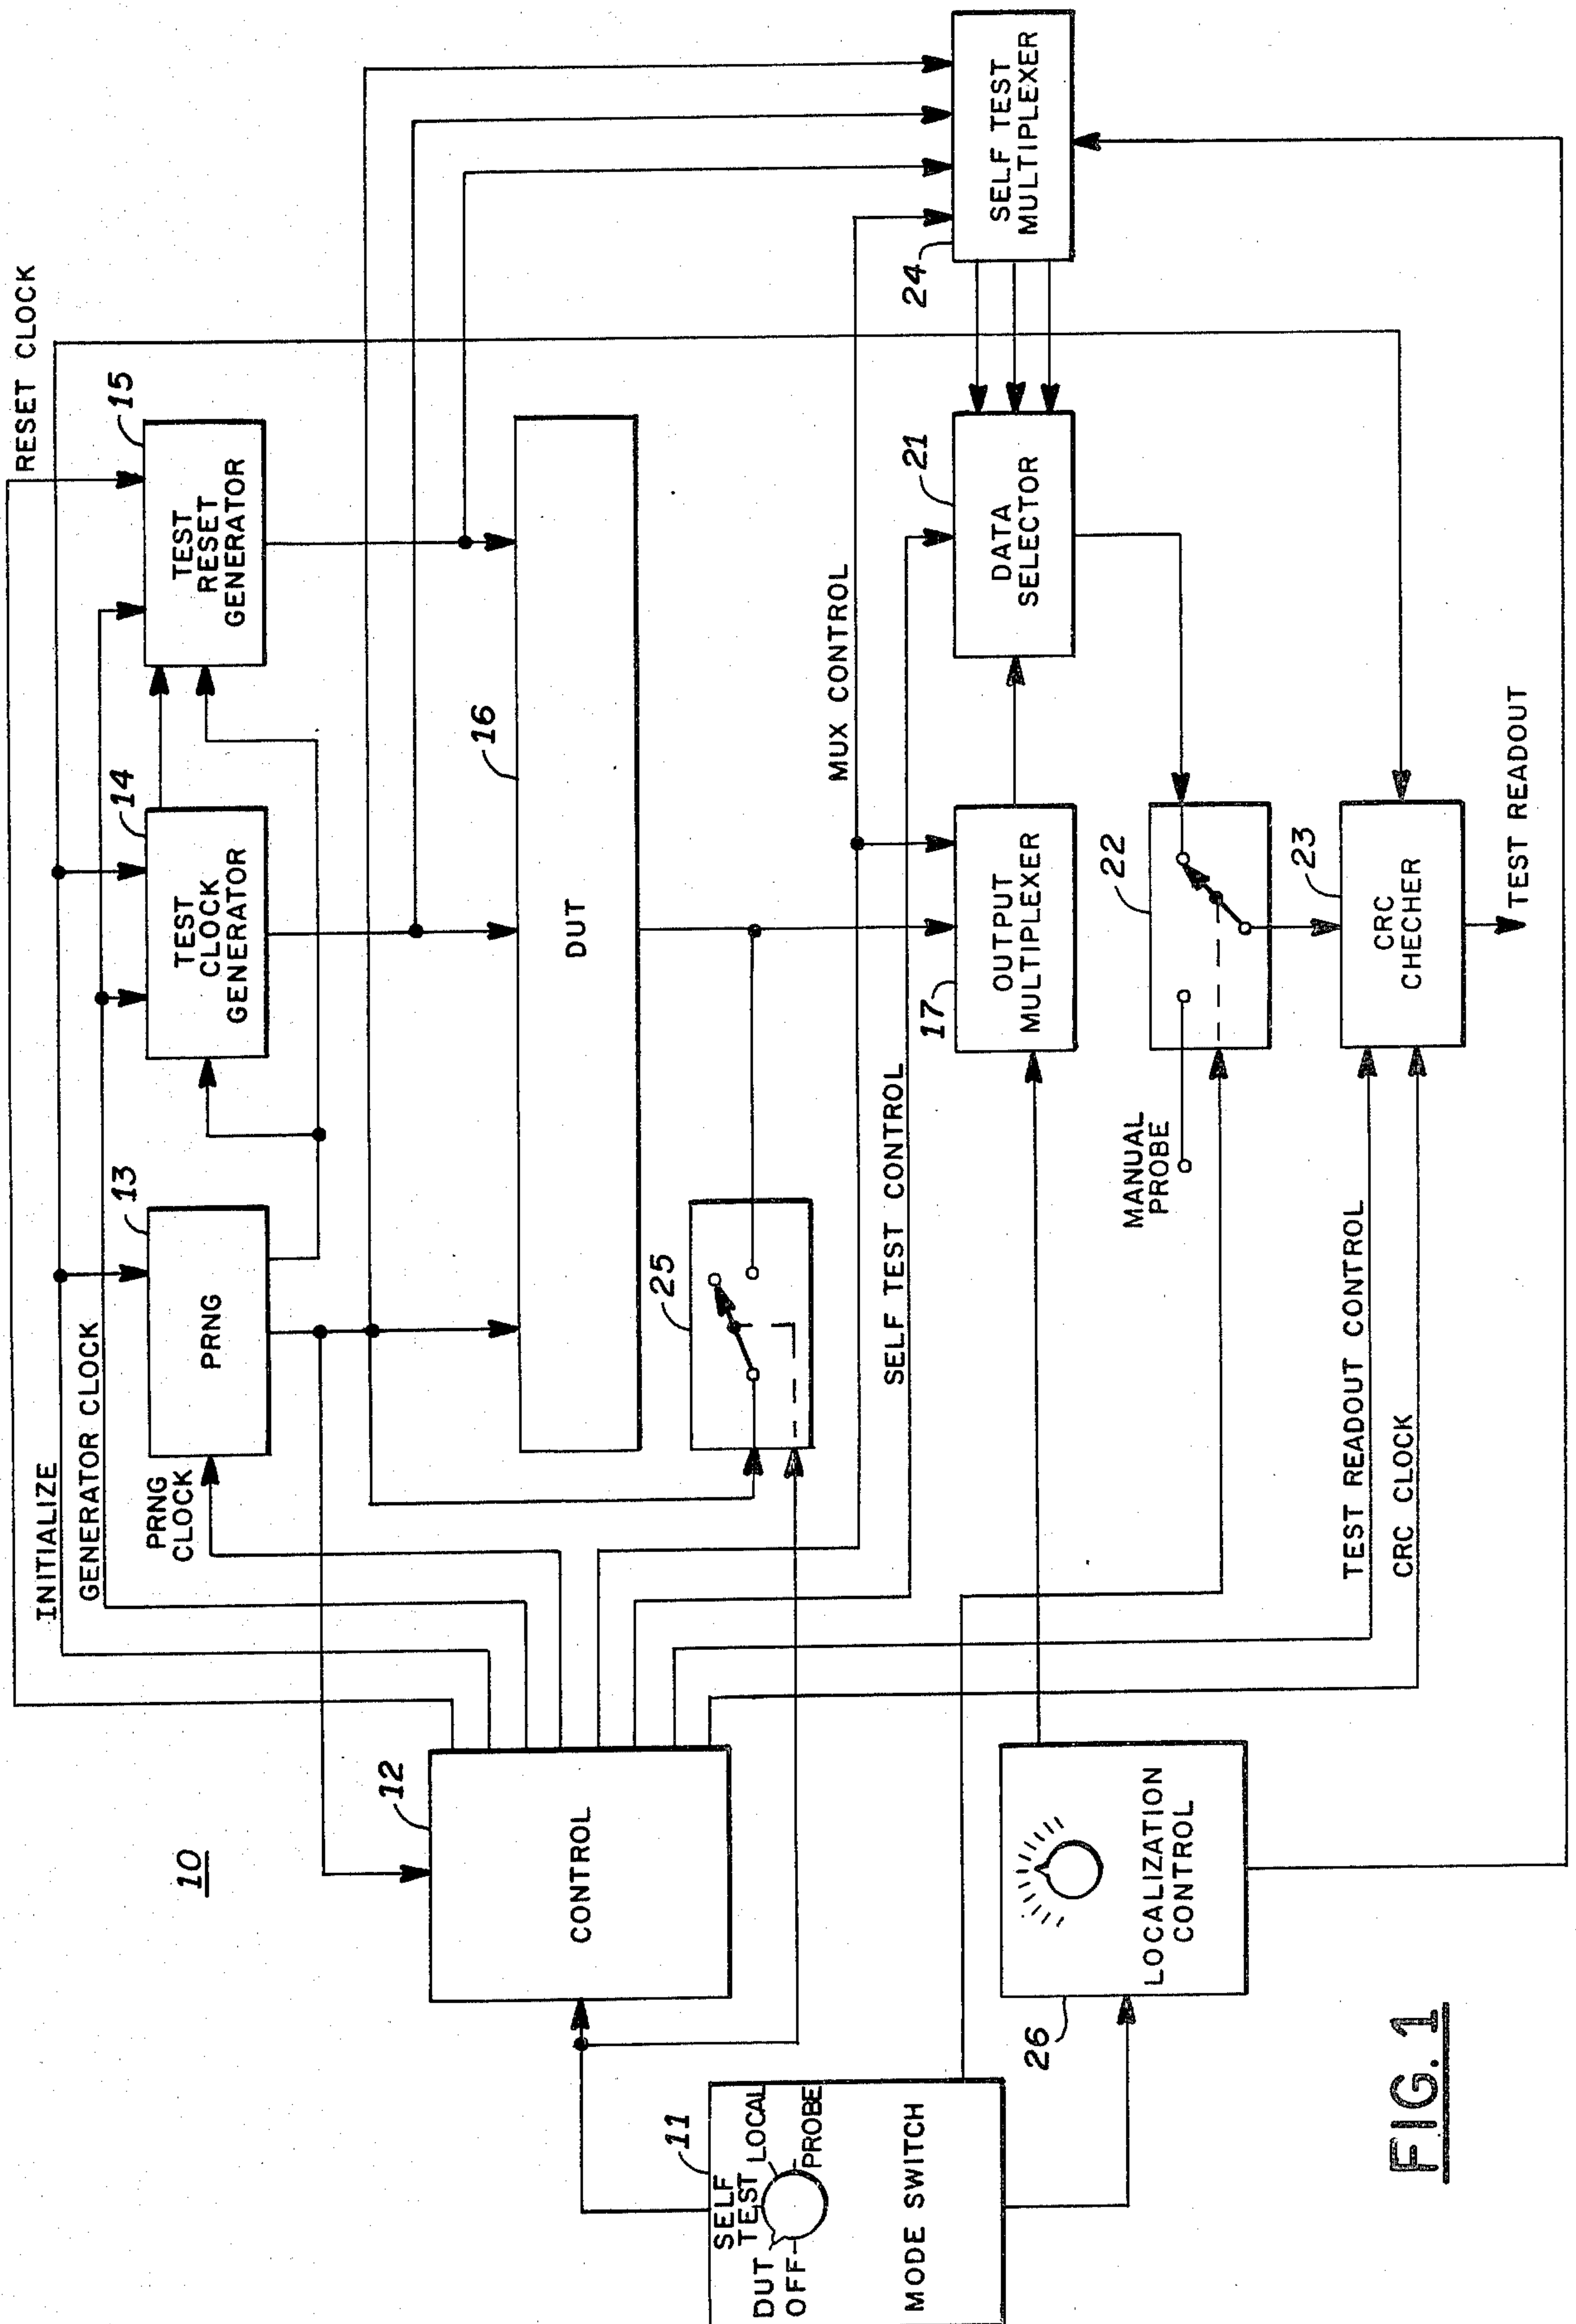 RESET CLOCK
INITIALIZE
GENERATOR CLOCK
PRNG
CLOCK
13
PRNG
14
TEST
CLOCK
GENERATOR
15
TEST
RESET
GENERATOR
10
12
CONTROL
16
DUT
25
11
SELF
TEST
LOCAL
DUT
OFF
PROBE
MODE SWITCH
MUX CONTROL
SELF TEST CONTROL
17
OUTPUT
MULTIPLEXER
21
DATA
SELECTOR
24
SELF TEST
MULTIPLEXER
26
LOCALIZATION
CONTROL
MANUAL
PROBE
22
TEST READOUT CONTROL
CRC CLOCK
23
CRC
CHECHER
TEST READOUT
FIG. 1